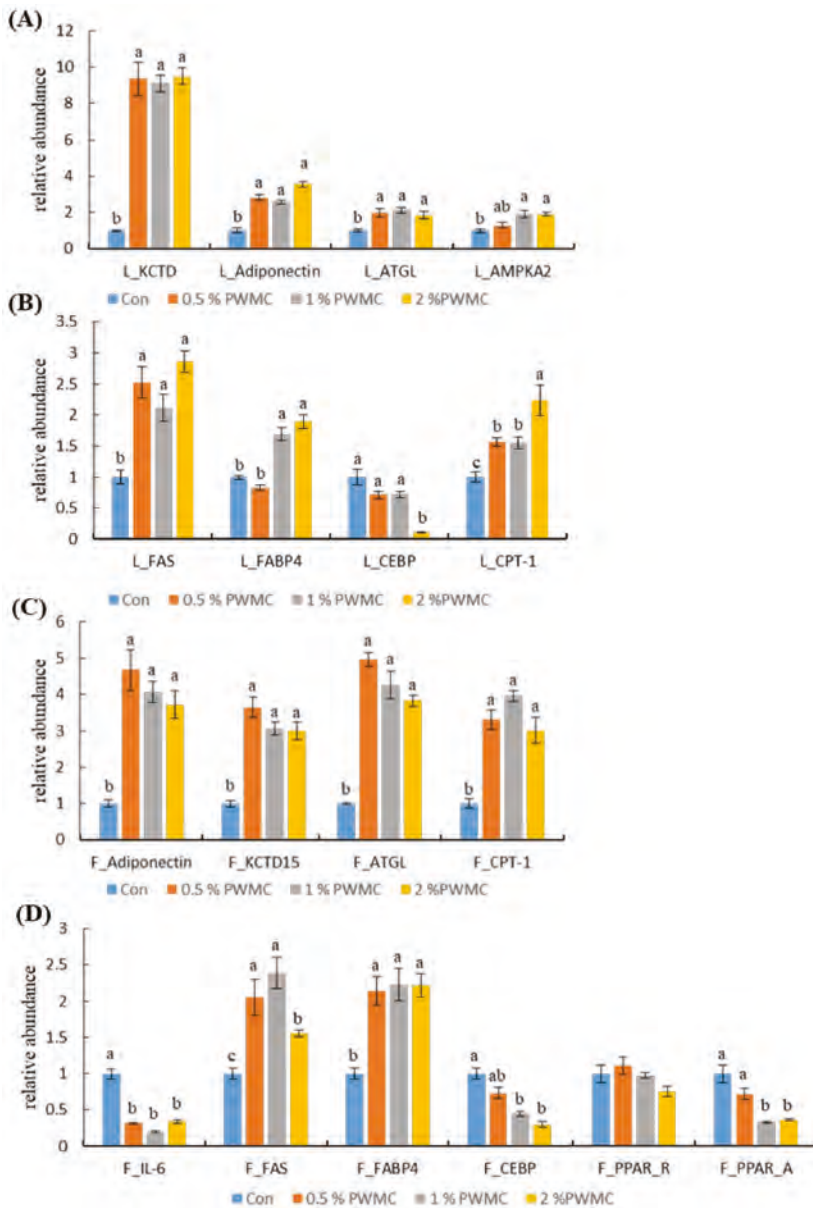 (A)
relative abundance
12
10
8
6
4
2
0
b a a a
b a a a
b a a a
b ab a a
L_KCTD L_Adiponectin L_ATGL L_AMPKA2
Con 0.5 % PWMC 1 % PWMC 2 %PWMC
(B)
relative abundance
3.5
3
2.5
2
1.5
1
0.5
0
b a a a
b b a a
a a a b
c b b a
L_FAS L_FABP4 L_CEBP L_CPT-1
Con 0.5 % PWMC 1 % PWMC 2 %PWMC
(C)
relative abundance
6
5
4
3
2
1
0
b a a a
b a a a
b a a a
b a a a
F_Adiponectin F_KCTD15 F_ATGL F_CPT-1
Con 0.5 % PWMC 1 % PWMC 2 %PWMC
(D)
relative abundance
3
2.5
2
1.5
1
0.5
0
a b b b
c a a b
b a a a
a ab b b
a a b b
F_IL-6 F_FAS F_FABP4 F_CEBP F_PPAR_R F_PPAR_A
Con 0.5 % PWMC 1 % PWMC 2 %PWMC